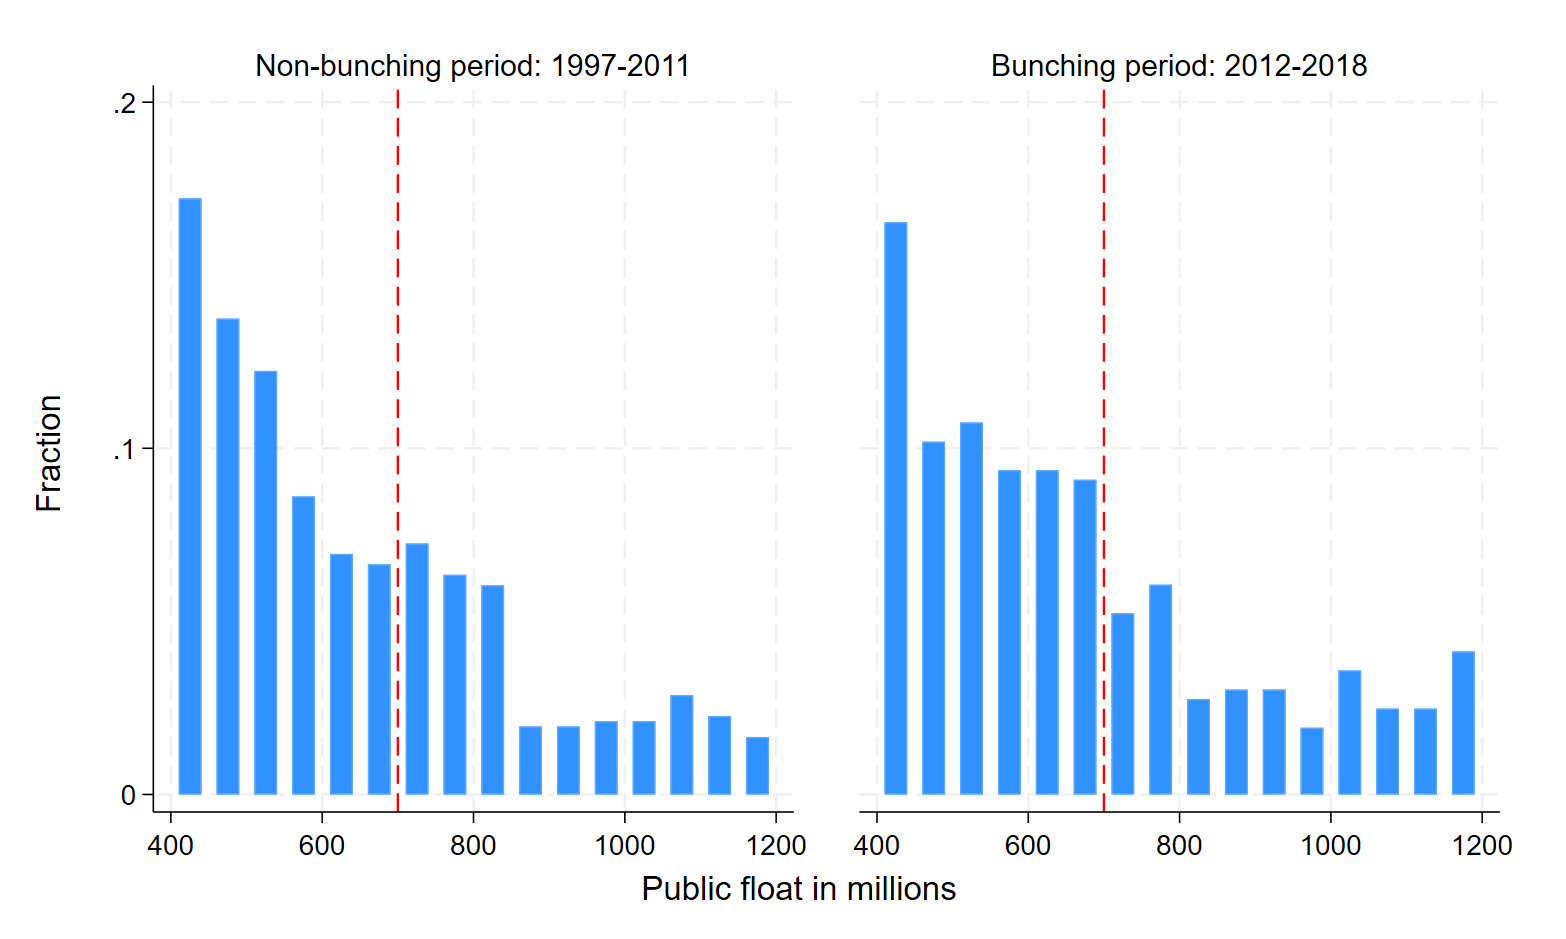 Non-bunching period: 1997-2011
Bunching period: 2012-2018
.2
.1
0
Fraction
400 600 800 1000 1200
400 600 800 1000 1200
Public float in millions